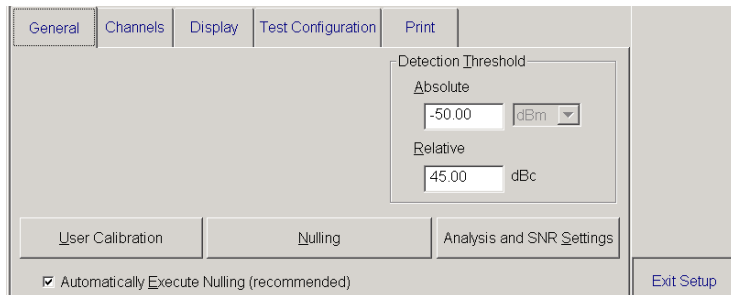 General Channels Display Test Configuration Print
Detection Threshold
Absolute
-50.00 dBm
Relative
45.00 dBc
User Calibration Nulling Analysis and SNR Settings
Automatically Execute Nulling (recommended)
Exit Setup